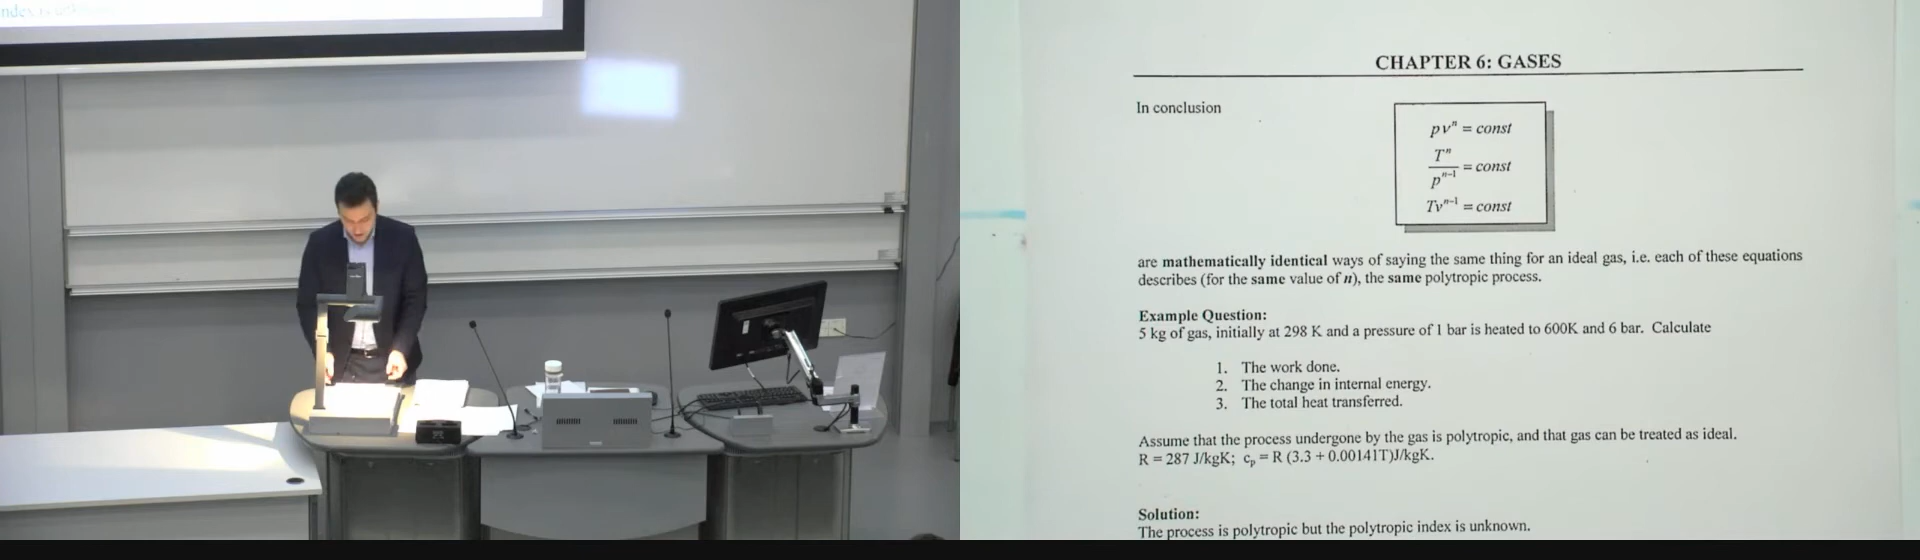 index is unk
CHAPTER 6: GASES
In conclusion
pvⁿ = const
Tⁿ / pⁿ⁻¹ = const
Tvⁿ⁻¹ = const
are mathematically identical ways of saying the same thing for an ideal gas, i.e. each of these equations
describes (for the same value of n), the same polytropic process.
Example Question:
5 kg of gas, initially at 298 K and a pressure of 1 bar is heated to 600K and 6 bar. Calculate
1. The work done.
2. The change in internal energy.
3. The total heat transferred.
Assume that the process undergone by the gas is polytropic, and that gas can be treated as ideal.
R = 287 J/kgK; cₚ = R (3.3 + 0.00141T)J/kgK.
Solution:
The process is polytropic but the polytropic index is unknown.